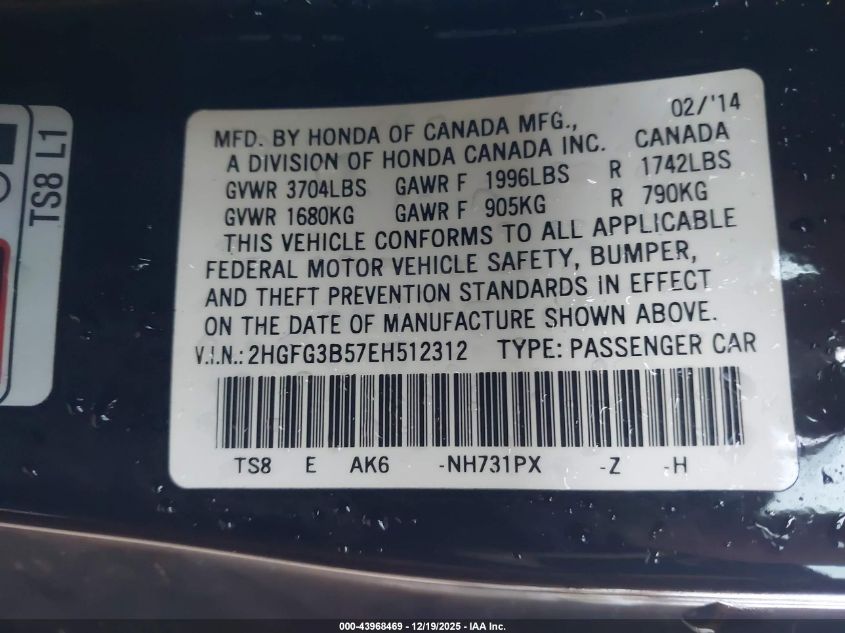 TS8 L1
02/'14
MFD. BY HONDA OF CANADA MFG.,
A DIVISION OF HONDA CANADA INC. CANADA
GVWR 3704LBS GAWR F 1996LBS R 1742LBS
GVWR 1680KG GAWR F 905KG R 790KG
THIS VEHICLE CONFORMS TO ALL APPLICABLE
FEDERAL MOTOR VEHICLE SAFETY, BUMPER,
AND THEFT PREVENTION STANDARDS IN EFFECT
ON THE DATE OF MANUFACTURE SHOWN ABOVE.
V.I.N.: 2HGFG3B57EH512312 TYPE: PASSENGER CAR
TS8 E AK6 -NH731PX -Z -H
000-43968469 - 12/19/2025 - IAA Inc.